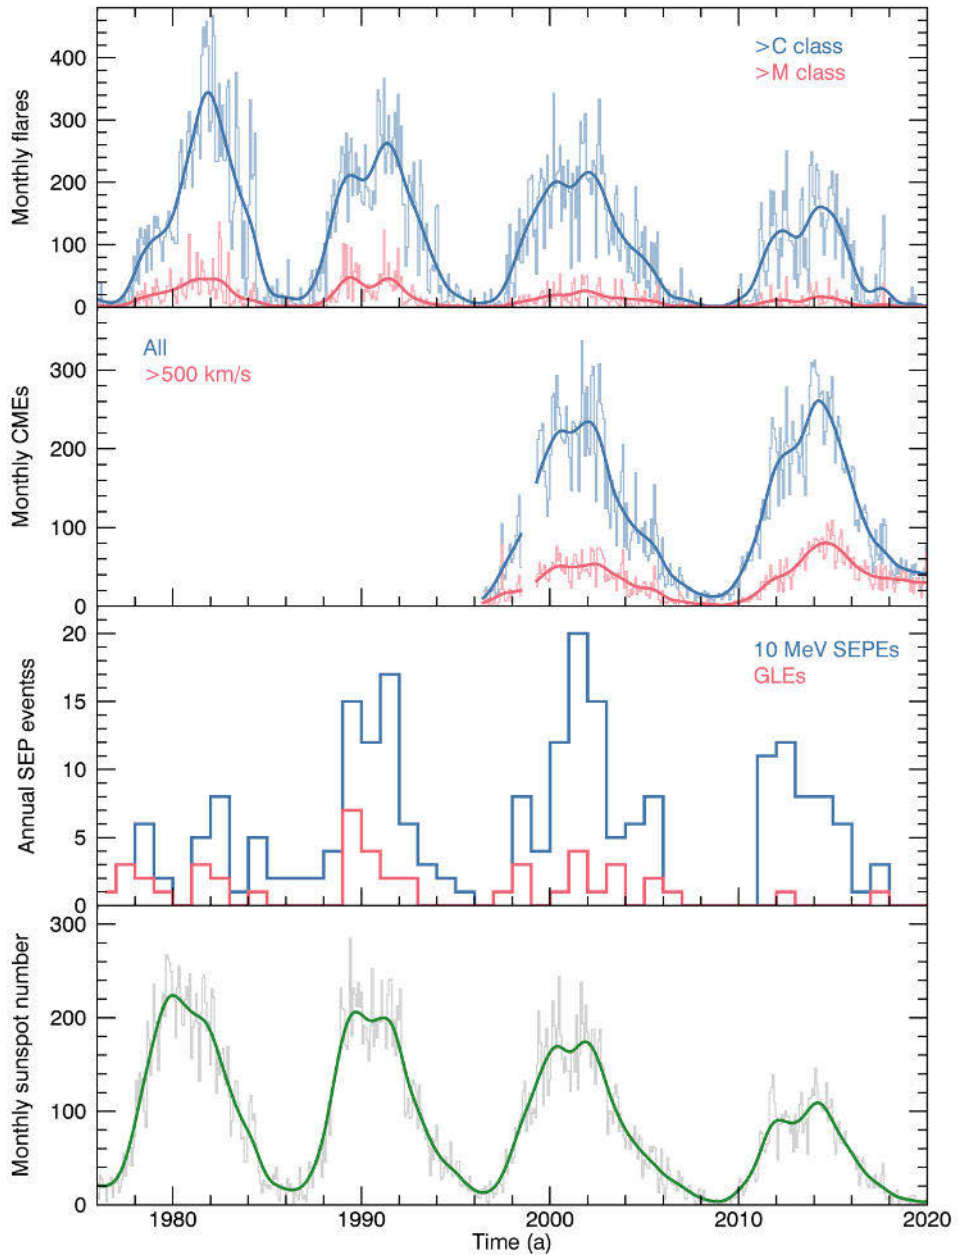 Monthly flares
400
300
200
100
0
>C class
>M class
Monthly CMEs
300
200
100
0
All
>500 km/s
Annual SEP eventss
20
15
10
5
0
10 MeV SEPEs
GLEs
Monthly sunspot number
300
200
100
0
1980 1990 2000 2010 2020
Time (a)